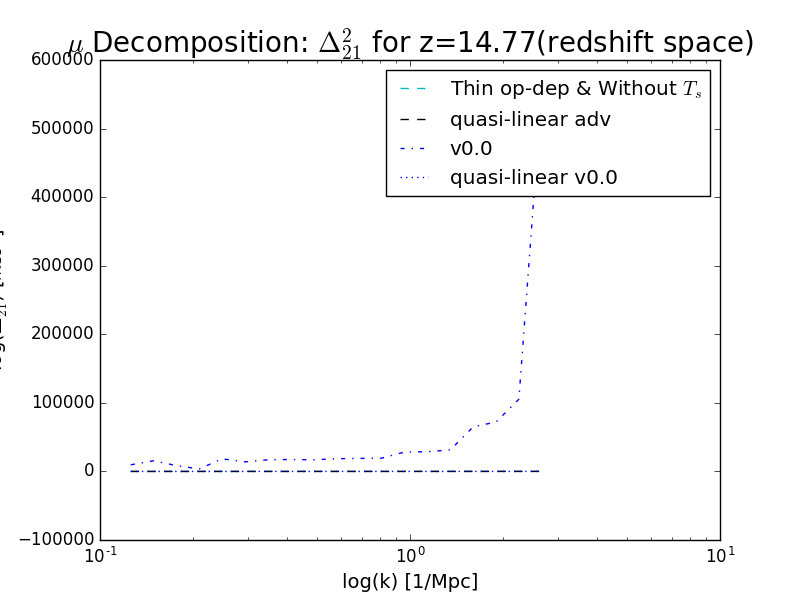 μ Decomposition: Δ²₂₁ for z=14.77(redshift space)
600000
500000
400000
300000
200000
100000
0
−100000
10⁻¹
10⁰
10¹
log(k) [1/Mpc]
Thin op-dep & Without Tₛ
quasi-linear adv
v0.0
quasi-linear v0.0